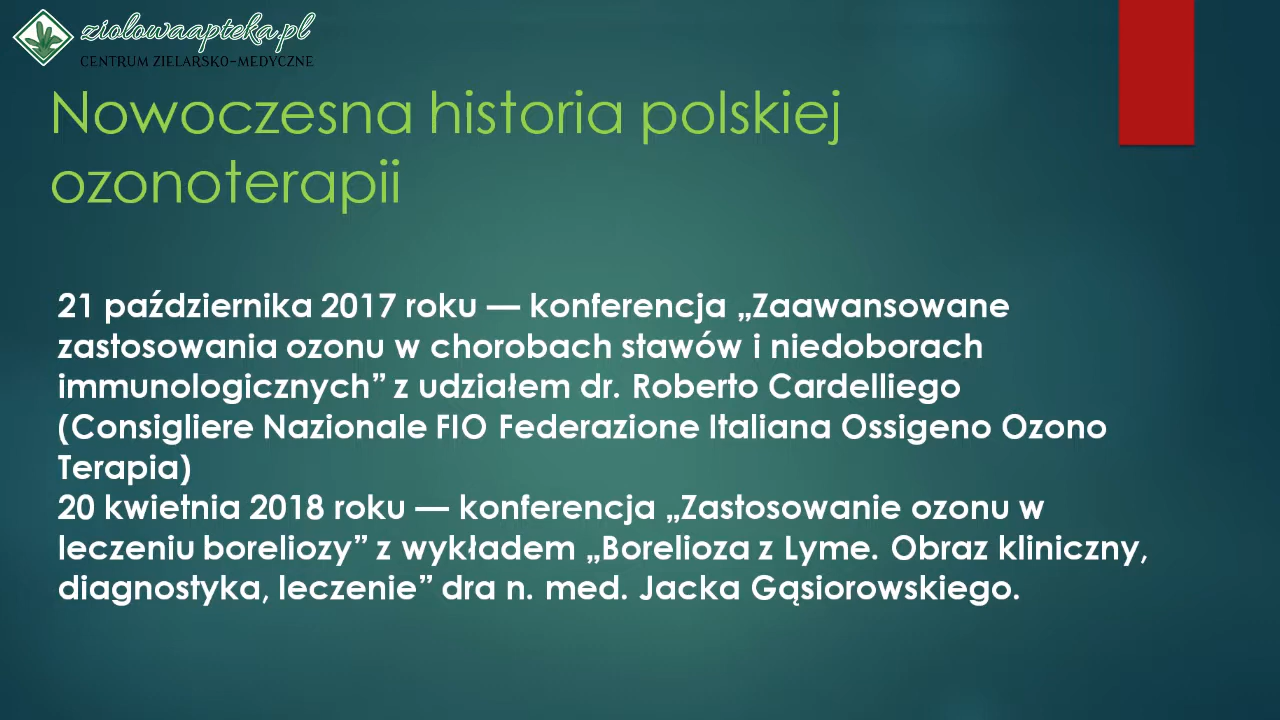 ziolowaapteka.pl
CENTRUM ZIELARSKO-MEDYCZNE
Nowoczesna historia polskiej
ozonoterapii
21 października 2017 roku — konferencja „Zaawansowane
zastosowania ozonu w chorobach stawów i niedoborach
immunologicznych” z udziałem dr. Roberto Cardelliego
(Consigliere Nazionale FIO Federazione Italiana Ossigeno Ozono
Terapia)
20 kwietnia 2018 roku — konferencja „Zastosowanie ozonu w
leczeniu boreliozy” z wykładem „Borelioza z Lyme. Obraz kliniczny,
diagnostyka, leczenie” dra n. med. Jacka Gąsiorowskiego.